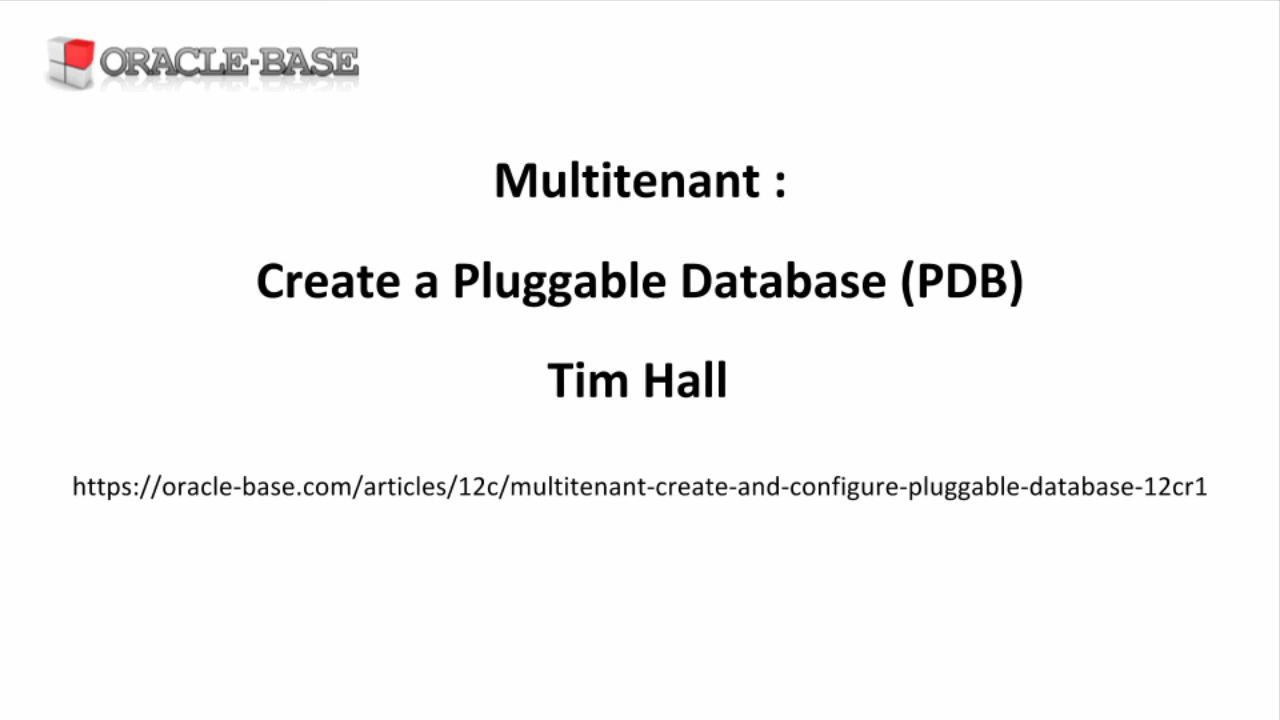 ORACLE-BASE
Multitenant :
Create a Pluggable Database (PDB)
Tim Hall
https://oracle-base.com/articles/12c/multitenant-create-and-configure-pluggable-database-12cr1